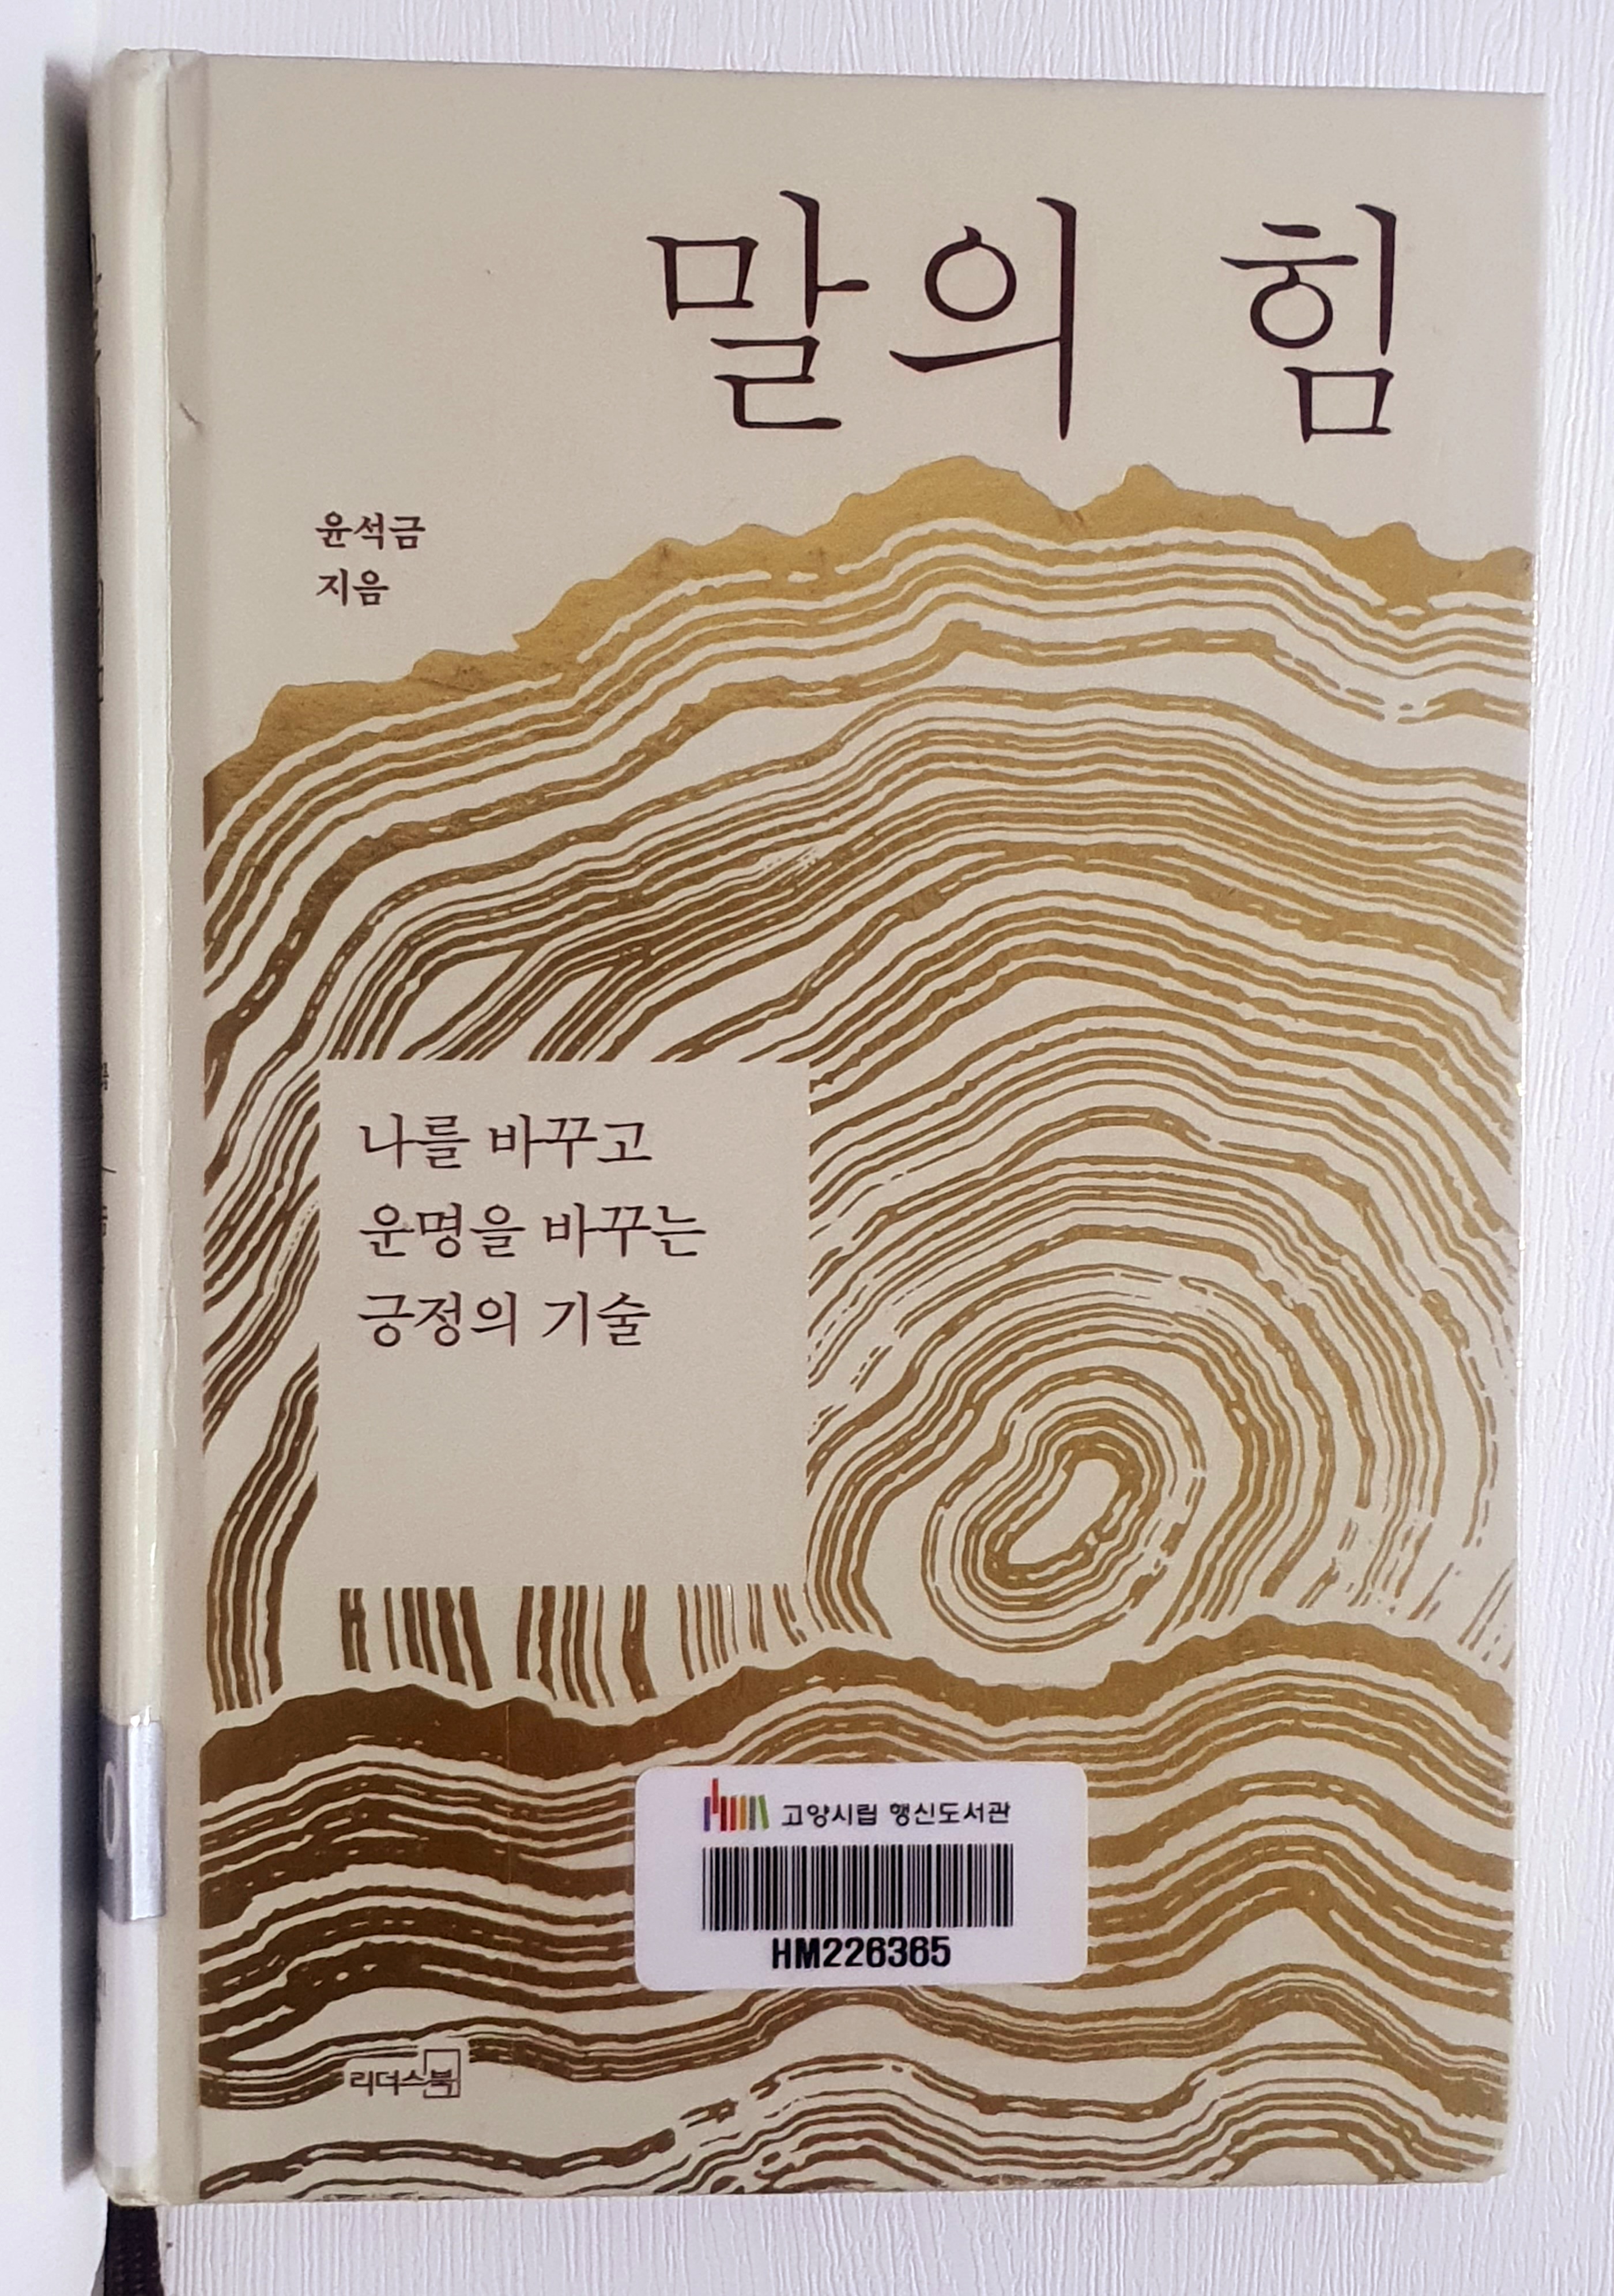 말의 힘
윤석금
지음
나를 바꾸고
운명을 바꾸는
긍정의 기술
고양시립 행신도서관
HM226365
리더스북